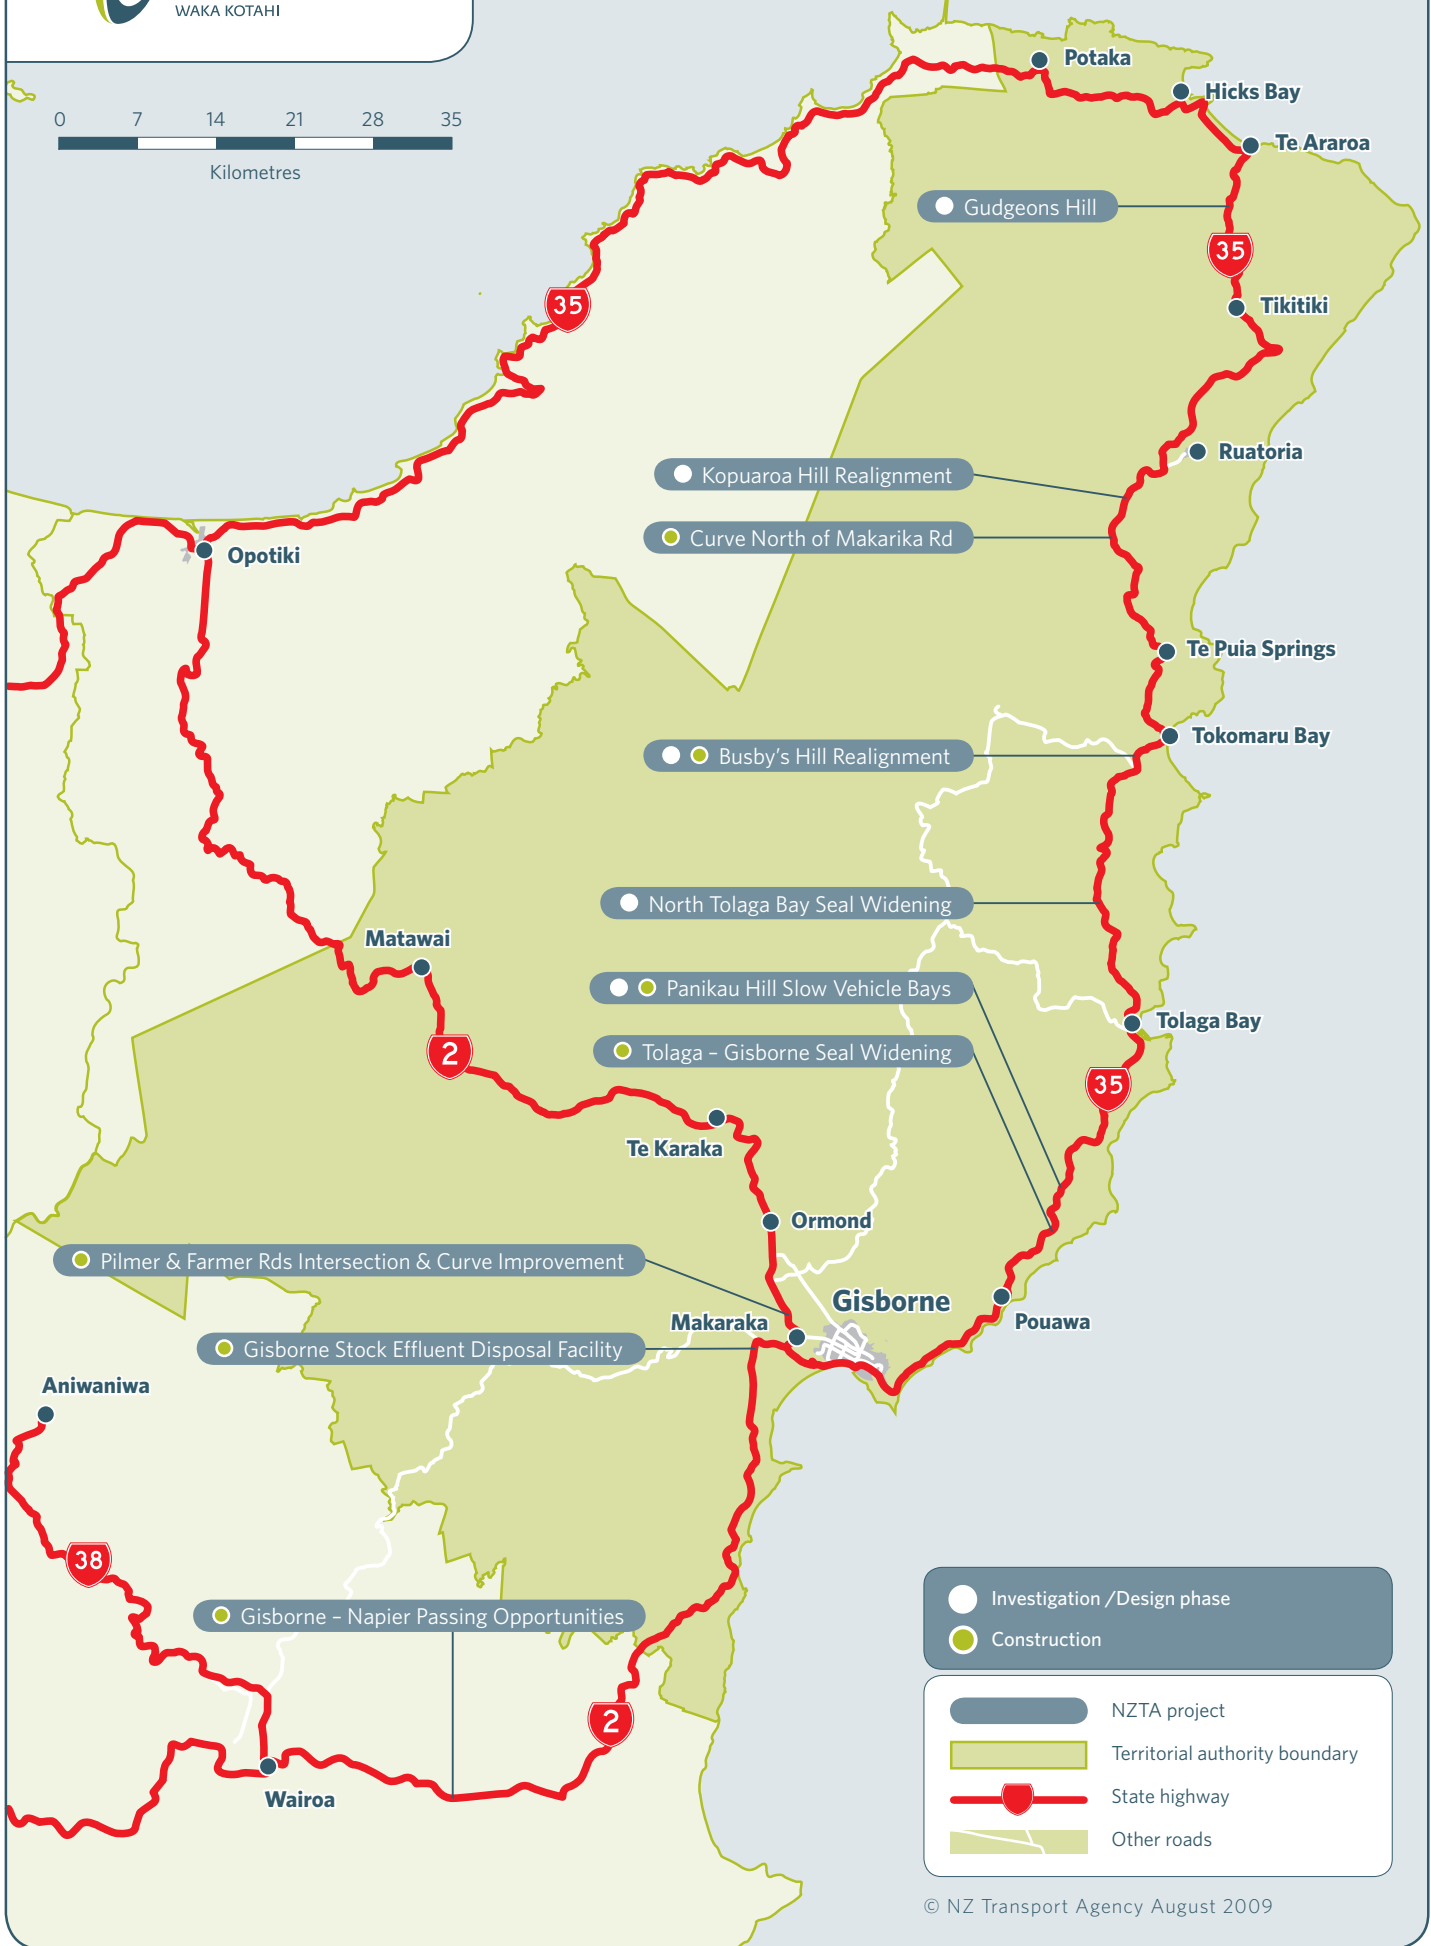 WAKA KOTAHI
0 7 14 21 28 35
Kilometres
Potaka
Hicks Bay
Te Araroa
Gudgeons Hill
35
35
Tikitiki
Ruatoria
Kopuaroa Hill Realignment
Curve North of Makarika Rd
Opotiki
Te Puia Springs
Tokomaru Bay
Busby's Hill Realignment
North Tolaga Bay Seal Widening
Matawai
Panikau Hill Slow Vehicle Bays
Tolaga Bay
2
Tolaga – Gisborne Seal Widening
35
Te Karaka
Ormond
Pilmer & Farmer Rds Intersection & Curve Improvement
Gisborne
Makaraka
Pouawa
Gisborne Stock Effluent Disposal Facility
Aniwaniwa
38
Gisborne – Napier Passing Opportunities
2
Wairoa
Investigation /Design phase
Construction
NZTA project
Territorial authority boundary
State highway
Other roads
© NZ Transport Agency August 2009